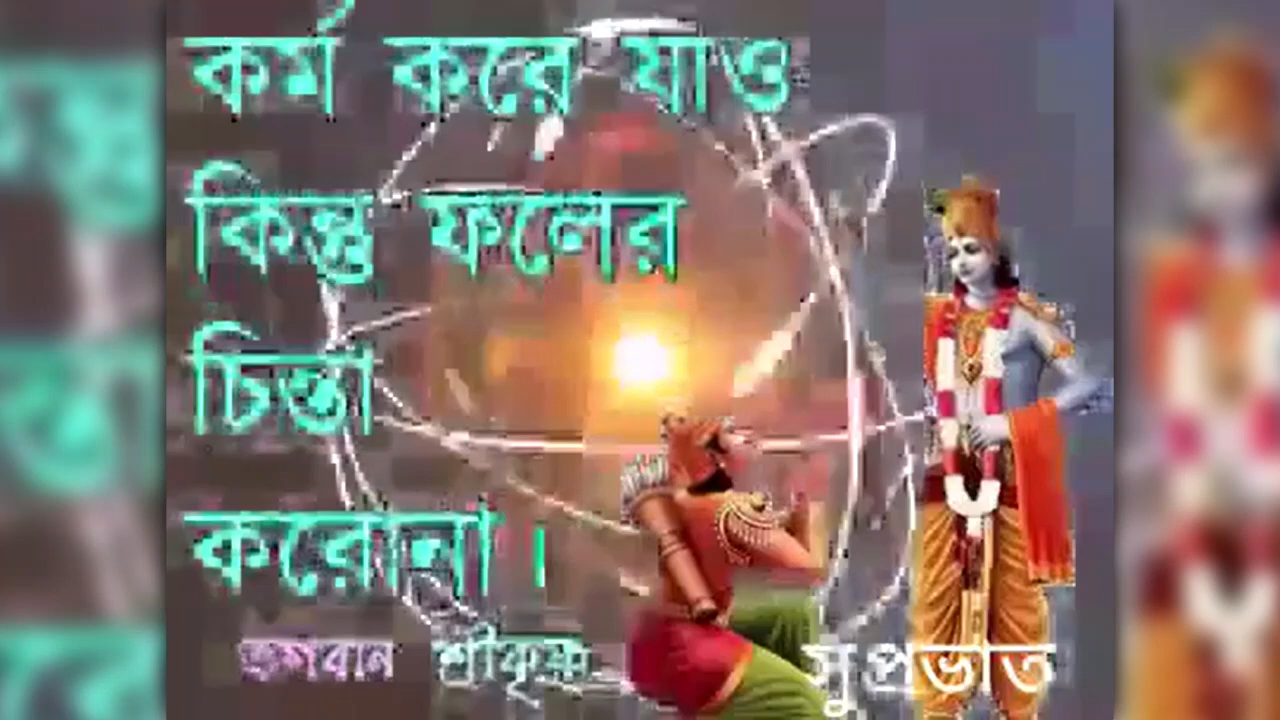 কর্ম করে যাও
কিন্তু ফলের
চিন্তা
করোনা ।
ভগবান শ্রীকৃষ্ণ
সুপ্রভাত